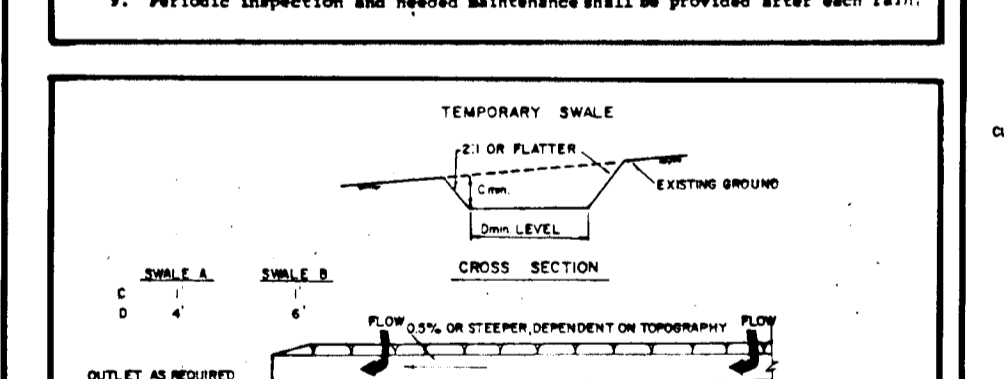 9. Periodic inspection and needed maintenance shall be provided after each rain.
TEMPORARY SWALE
2:1 OR FLATTER
C min.
EXISTING GROUND
Dmin. LEVEL
CROSS SECTION
SWALE A SWALE B
C 1' 1'
D 4' 6'
FLOW 0.5% OR STEEPER, DEPENDENT ON TOPOGRAPHY FLOW
OUTLET AS REQUIRED